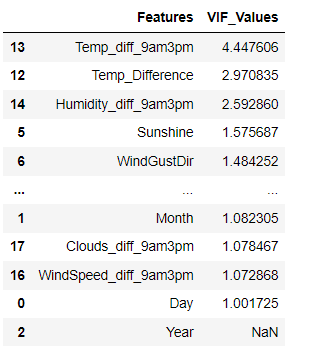 Features VIF_Values
13 Temp_diff_9am3pm 4.447606
12 Temp_Difference 2.970835
14 Humidity_diff_9am3pm 2.592860
5 Sunshine 1.575687
6 WindGustDir 1.484252
... ... ...
1 Month 1.082305
17 Clouds_diff_9am3pm 1.078467
16 WindSpeed_diff_9am3pm 1.072868
0 Day 1.001725
2 Year NaN